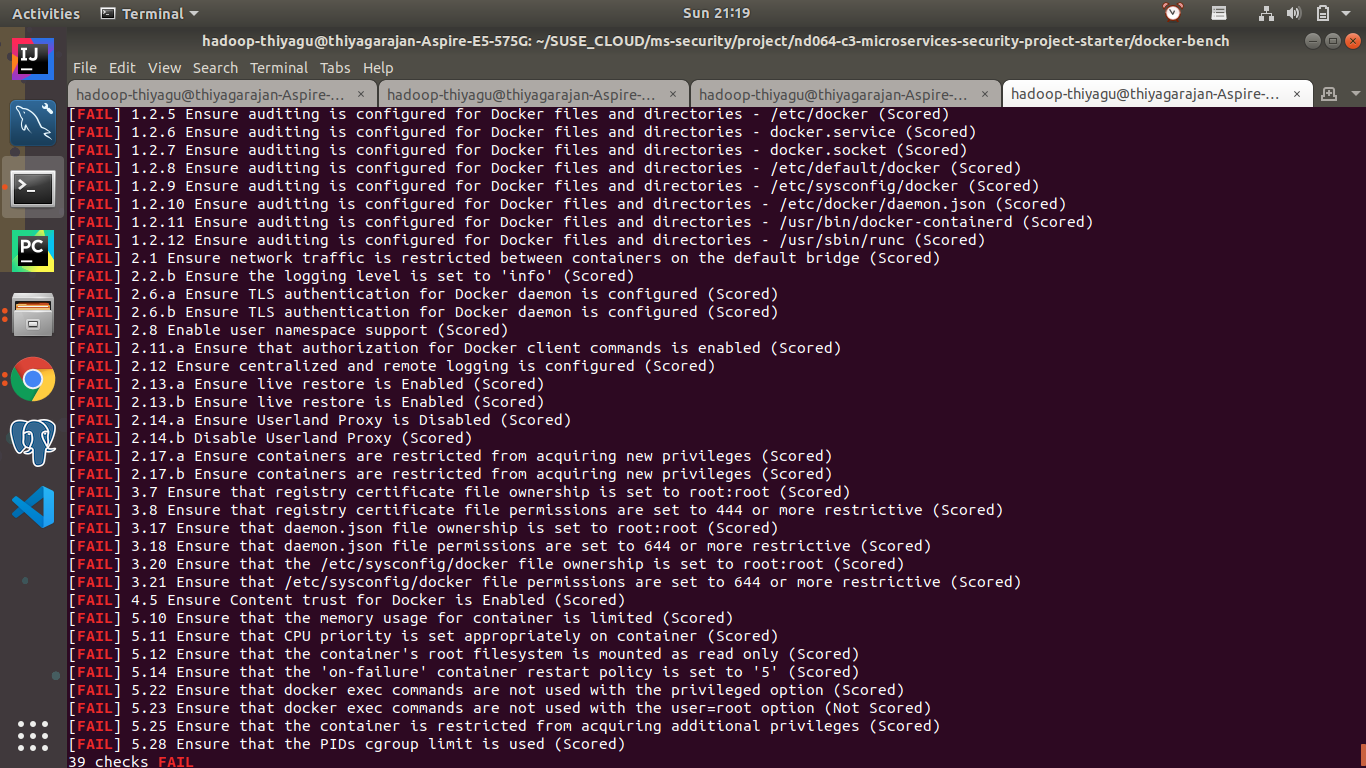 Activities
Terminal
Sun 21:19
hadoop-thiyagu@thiyagarajan-Aspire-E5-575G: ~/SUSE_CLOUD/ms-security/project/nd064-c3-microservices-security-project-starter/docker-bench
File Edit View Search Terminal Tabs Help
hadoop-thiyagu@thiyagarajan-Aspire-... × hadoop-thiyagu@thiyagarajan-Aspire-... × hadoop-thiyagu@thiyagarajan-Aspire-... × hadoop-thiyagu@thiyagarajan-Aspire-... ×
[FAIL] 1.2.5 Ensure auditing is configured for Docker files and directories - /etc/docker (Scored)
[FAIL] 1.2.6 Ensure auditing is configured for Docker files and directories - docker.service (Scored)
[FAIL] 1.2.7 Ensure auditing is configured for Docker files and directories - docker.socket (Scored)
[FAIL] 1.2.8 Ensure auditing is configured for Docker files and directories - /etc/default/docker (Scored)
[FAIL] 1.2.9 Ensure auditing is configured for Docker files and directories - /etc/sysconfig/docker (Scored)
[FAIL] 1.2.10 Ensure auditing is configured for Docker files and directories - /etc/docker/daemon.json (Scored)
[FAIL] 1.2.11 Ensure auditing is configured for Docker files and directories - /usr/bin/docker-containerd (Scored)
[FAIL] 1.2.12 Ensure auditing is configured for Docker files and directories - /usr/sbin/runc (Scored)
[FAIL] 2.1 Ensure network traffic is restricted between containers on the default bridge (Scored)
[FAIL] 2.2.b Ensure the logging level is set to 'info' (Scored)
[FAIL] 2.6.a Ensure TLS authentication for Docker daemon is configured (Scored)
[FAIL] 2.6.b Ensure TLS authentication for Docker daemon is configured (Scored)
[FAIL] 2.8 Enable user namespace support (Scored)
[FAIL] 2.11.a Ensure that authorization for Docker client commands is enabled (Scored)
[FAIL] 2.12 Ensure centralized and remote logging is configured (Scored)
[FAIL] 2.13.a Ensure live restore is Enabled (Scored)
[FAIL] 2.13.b Ensure live restore is Enabled (Scored)
[FAIL] 2.14.a Ensure Userland Proxy is Disabled (Scored)
[FAIL] 2.14.b Disable Userland Proxy (Scored)
[FAIL] 2.17.a Ensure containers are restricted from acquiring new privileges (Scored)
[FAIL] 2.17.b Ensure containers are restricted from acquiring new privileges (Scored)
[FAIL] 3.7 Ensure that registry certificate file ownership is set to root:root (Scored)
[FAIL] 3.8 Ensure that registry certificate file permissions are set to 444 or more restrictive (Scored)
[FAIL] 3.17 Ensure that daemon.json file ownership is set to root:root (Scored)
[FAIL] 3.18 Ensure that daemon.json file permissions are set to 644 or more restrictive (Scored)
[FAIL] 3.20 Ensure that the /etc/sysconfig/docker file ownership is set to root:root (Scored)
[FAIL] 3.21 Ensure that /etc/sysconfig/docker file permissions are set to 644 or more restrictive (Scored)
[FAIL] 4.5 Ensure Content trust for Docker is Enabled (Scored)
[FAIL] 5.10 Ensure that the memory usage for container is limited (Scored)
[FAIL] 5.11 Ensure that CPU priority is set appropriately on container (Scored)
[FAIL] 5.12 Ensure that the container's root filesystem is mounted as read only (Scored)
[FAIL] 5.14 Ensure that the 'on-failure' container restart policy is set to '5' (Scored)
[FAIL] 5.22 Ensure that docker exec commands are not used with the privileged option (Scored)
[FAIL] 5.23 Ensure that docker exec commands are not used with the user=root option (Not Scored)
[FAIL] 5.25 Ensure that the container is restricted from acquiring additional privileges (Scored)
[FAIL] 5.28 Ensure that the PIDs cgroup limit is used (Scored)
39 checks FAIL
IJ
>_
PC